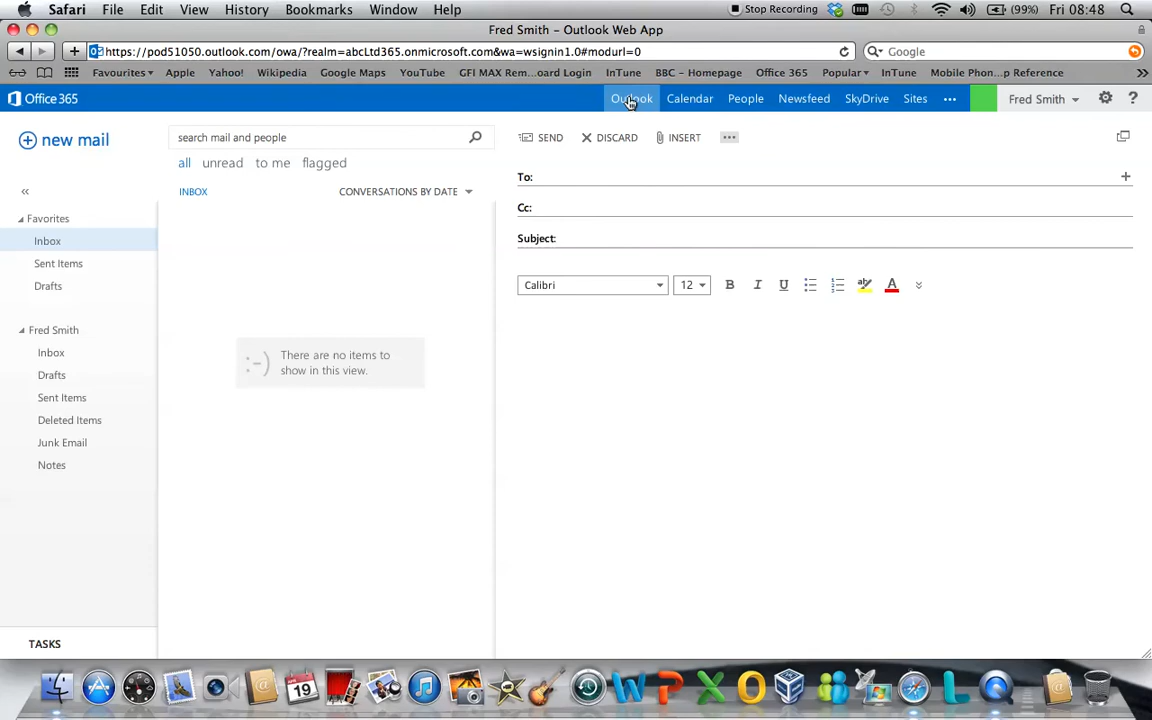 Safari File Edit View History Bookmarks Window Help Stop Recording (99%) Fri 08:48
Fred Smith – Outlook Web App
https://pod51050.outlook.com/owa/?realm=abcLtd365.onmicrosoft.com&wa=wsignin1.0#modurl=0 Google
Favourites Apple Yahoo! Wikipedia Google Maps YouTube GFI MAX Rem...oard Login InTune BBC – Homepage Office 365 Popular InTune Mobile Phon...p Reference
Office 365 Outlook Calendar People Newsfeed SkyDrive Sites ... Fred Smith ?
new mail
search mail and people
SEND DISCARD INSERT ...
all unread to me flagged
To:
INBOX CONVERSATIONS BY DATE
Cc:
Favorites
Subject:
Inbox
Sent Items
Drafts
Calibri 12 B I U A
Fred Smith
Inbox
There are no items to
show in this view.
:-)
Drafts
Sent Items
Deleted Items
Junk Email
Notes
TASKS
APR
19